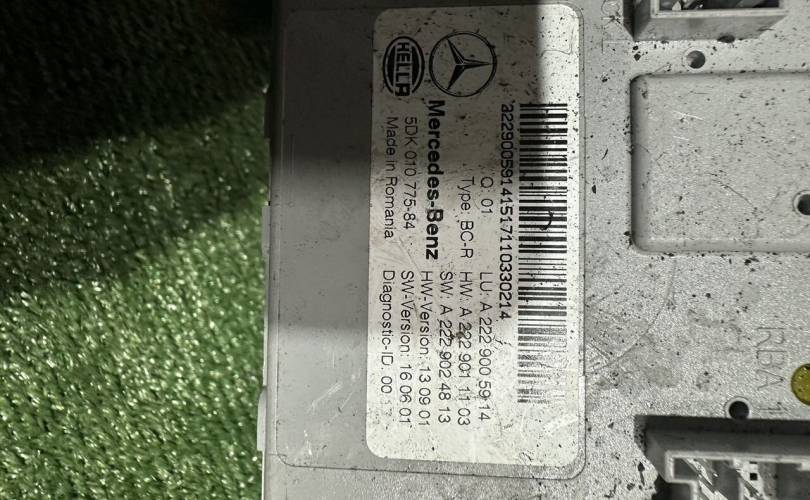 a2229005914151711033021​4
Q: 01 LU: A 222 900 59 14
Type: BC-R HW: A 222 901 11 03
SW: A 222 902 48 13
Mercedes-Benz HW-Version: 13 09 01
5DK 010 775-84 SW-Version: 16 06 01
Made in Romania Diagnostic-ID: 00
HELLA